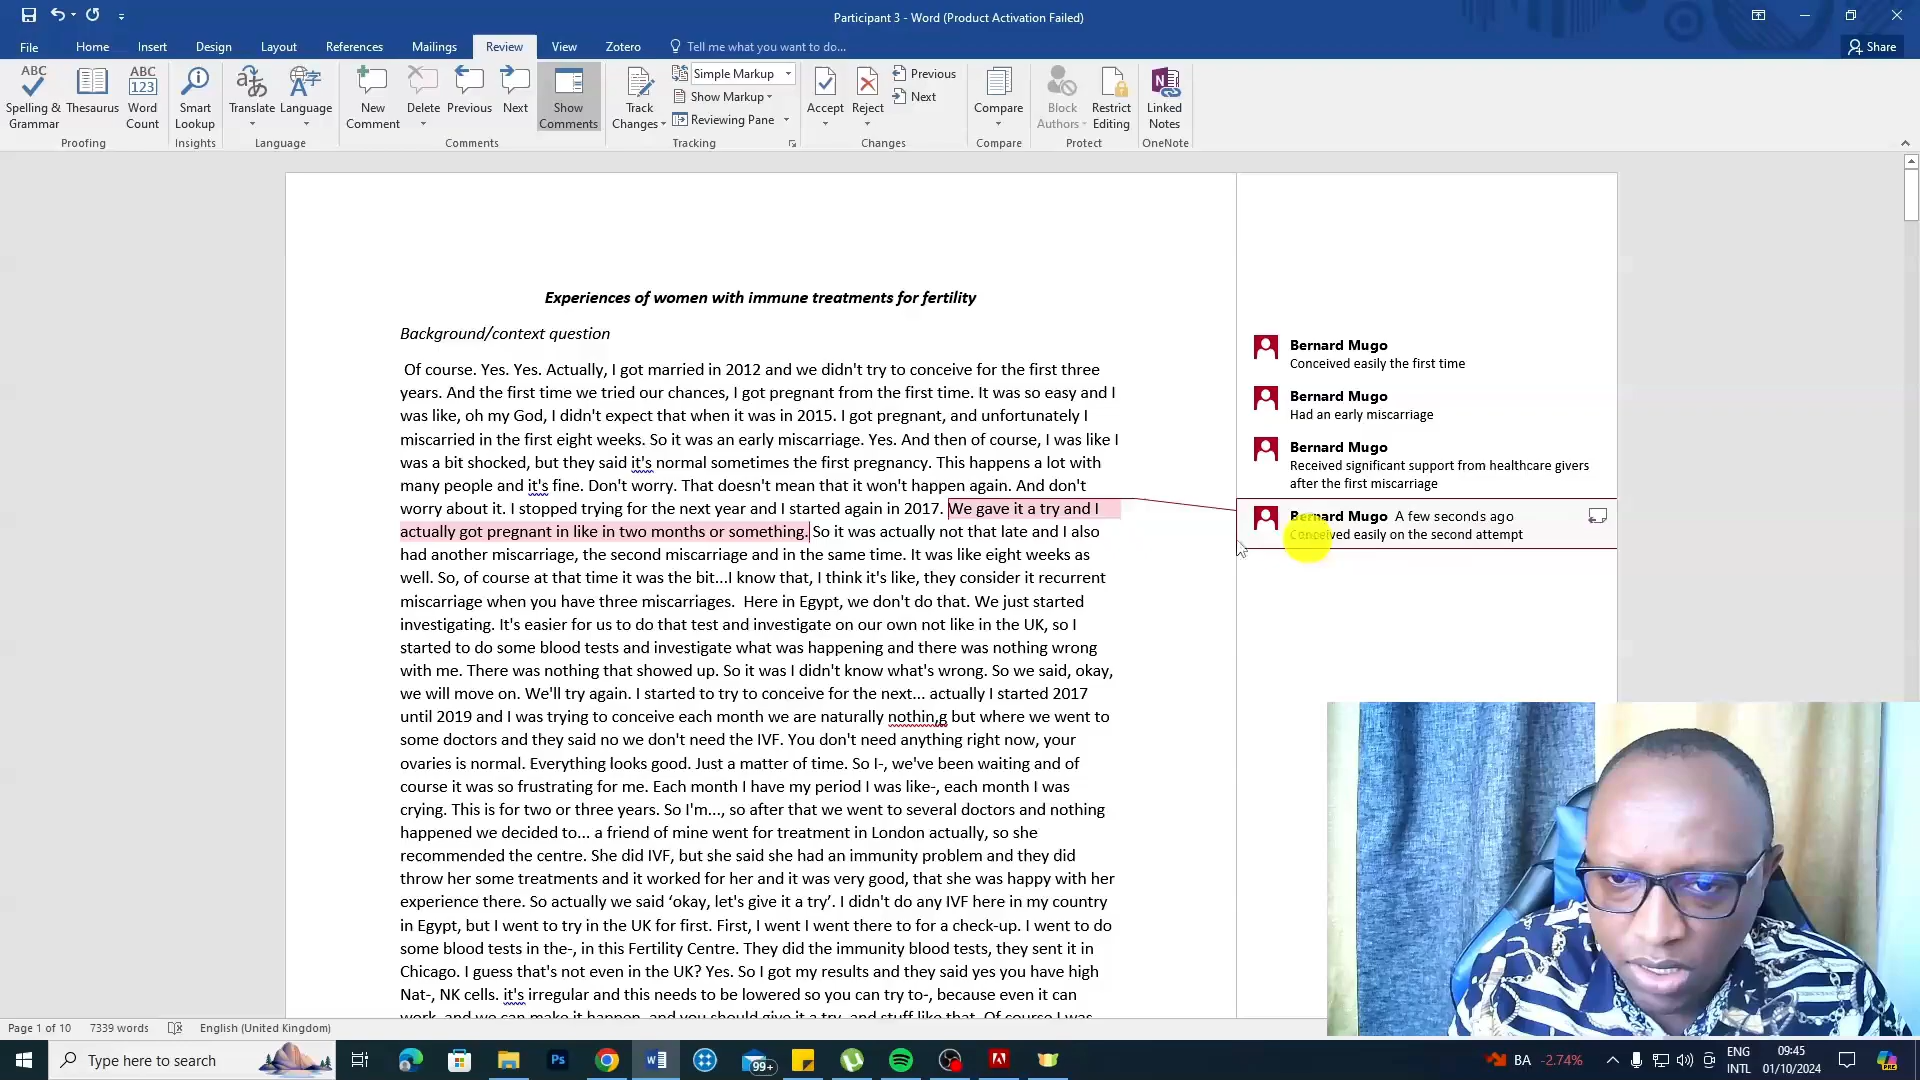 Participant 3 - Word (Product Activation Failed)
File Home Insert Design Layout References Mailings Review View Zotero Tell me what you want to do... Share
Spelling & Grammar
Thesaurus
Word Count
Smart Lookup
Translate
Language
New Comment
Delete
Previous
Next
Show Comments
Track Changes
Simple Markup
Show Markup
Reviewing Pane
Accept
Reject
Previous
Next
Compare
Block Authors
Restrict Editing
Linked Notes
Proofing Insights Language Comments Tracking Changes Compare Protect OneNote
Experiences of women with immune treatments for fertility
Background/context question
Of course. Yes. Yes. Actually, I got married in 2012 and we didn't try to conceive for the first three
years. And the first time we tried our chances, I got pregnant from the first time. It was so easy and I
was like, oh my God, I didn't expect that when it was in 2015. I got pregnant, and unfortunately I
miscarried in the first eight weeks. So it was an early miscarriage. Yes. And then of course, I was like I
was a bit shocked, but they said it's normal sometimes the first pregnancy. This happens a lot with
many people and it's fine. Don't worry. That doesn't mean that it won't happen again. And don't
worry about it. I stopped trying for the next year and I started again in 2017. We gave it a try and I
actually got pregnant in like in two months or something. So it was actually not that late and I also
had another miscarriage, the second miscarriage and in the same time. It was like eight weeks as
well. So, of course at that time it was the bit...I know that, I think it's like, they consider it recurrent
miscarriage when you have three miscarriages.  Here in Egypt, we don't do that. We just started
investigating. It's easier for us to do that test and investigate on our own not like in the UK, so I
started to do some blood tests and investigate what was happening and there was nothing wrong
with me. There was nothing that showed up. So it was I didn't know what's wrong. So we said, okay,
we will move on. We'll try again. I started to try to conceive for the next... actually I started 2017
until 2019 and I was trying to conceive each month we are naturally nothin,g but where we went to
some doctors and they said no we don't need the IVF. You don't need anything right now, your
ovaries is normal. Everything looks good. Just a matter of time. So I-, we've been waiting and of
course it was so frustrating for me. Each month I have my period I was like-, each month I was
crying. This is for two or three years. So I'm..., so after that we went to several doctors and nothing
happened we decided to... a friend of mine went for treatment in London actually, so she
recommended the centre. She did IVF, but she said she had an immunity problem and they did
throw her some treatments and it worked for her and it was very good, that she was happy with her
experience there. So actually we said ‘okay, let's give it a try’. I didn't do any IVF here in my country
in Egypt, but I went to try in the UK for first. First, I went I went there to for a check-up. I went to do
some blood tests in the-, in this Fertility Centre. They did the immunity blood tests, they sent it in
Chicago. I guess that's not even in the UK? Yes. So I got my results and they said yes you have high
Nat-, NK cells. it's irregular and this needs to be lowered so you can try to-, because even it can
work, and we can make it happen, and you should give it a try, and stuff like that. Of course I was
Bernard Mugo
Conceived easily the first time
Bernard Mugo
Had an early miscarriage
Bernard Mugo
Received significant support from healthcare givers
after the first miscarriage
Bernard Mugo A few seconds ago
Conceived easily on the second attempt
Page 1 of 10 7339 words English (United Kingdom)
Type here to search
99+
BA -2.74%
ENG
INTL
09:45
01/10/2024